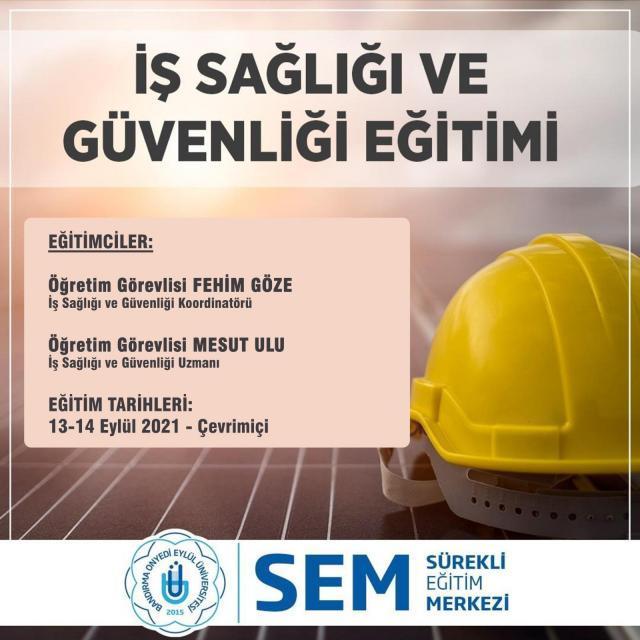 İŞ SAĞLIĞI VE
GÜVENLİĞİ EĞİTİMİ
EĞİTİMCİLER:
Öğretim Görevlisi FEHİM GÖZE
İş Sağlığı ve Güvenliği Koordinatörü
Öğretim Görevlisi MESUT ULU
İş Sağlığı ve Güvenliği Uzmanı
EĞİTİM TARİHLERİ:
13-14 Eylül 2021 - Çevrimiçi
BANDIRMA ONYEDİ EYLÜL ÜNİVERSİTESİ
2015
SEM
SÜREKLİ
EĞİTİM
MERKEZİ